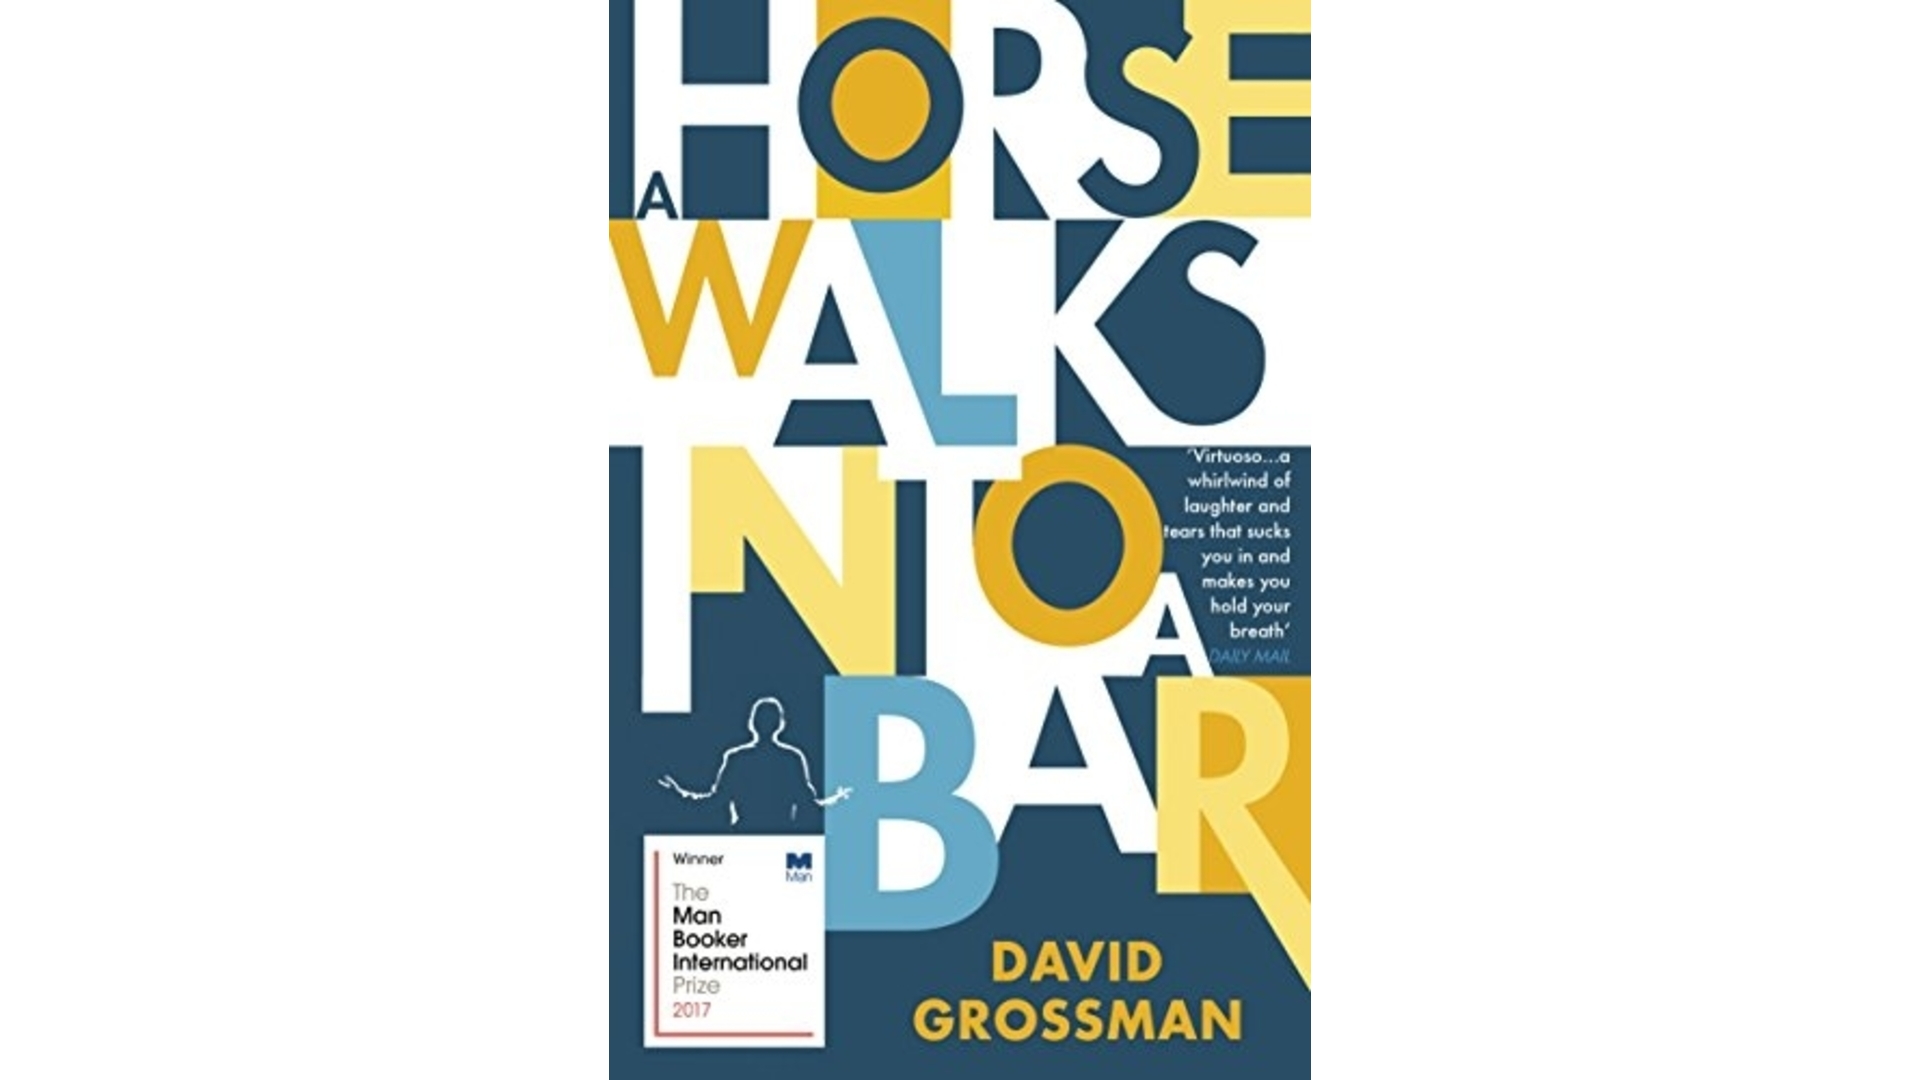 A HORSE
WALKS
INTO
A
BAR
'Virtuoso...a
whirlwind of
laughter and
tears that sucks
you in and
makes you
hold your
breath'
DAILY MAIL
Winner
M
Man
The
Man
Booker
International
Prize
2017
DAVID
GROSSMAN